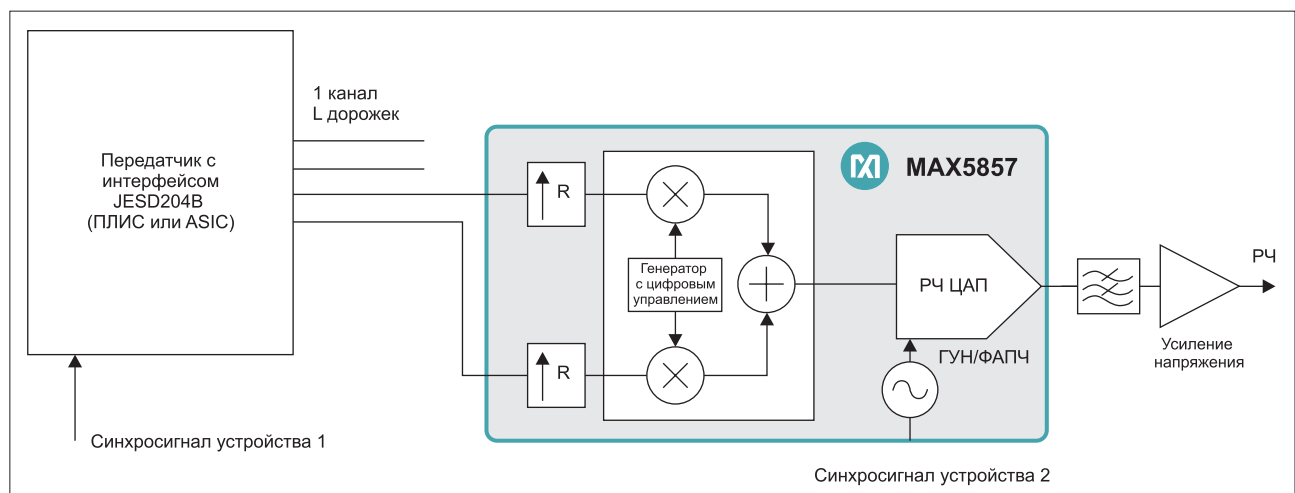 1 канал
L дорожек
Передатчик с
интерфейсом
JESD204B
(ПЛИС или ASIC)
MAX5857
R
Генератор
с цифровым
управлением
РЧ ЦАП
РЧ
R
ГУН/ФАПЧ
Усиление
напряжения
Синхросигнал устройства 1
Синхросигнал устройства 2